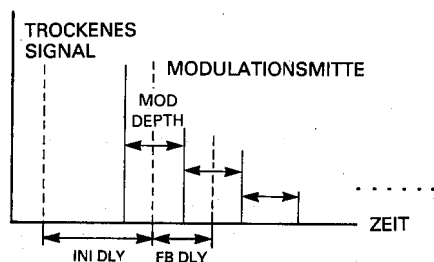 TROCKENES
SIGNAL
MODULATIONSMITTE
MOD
DEPTH
ZEIT
INI DLY
FB DLY